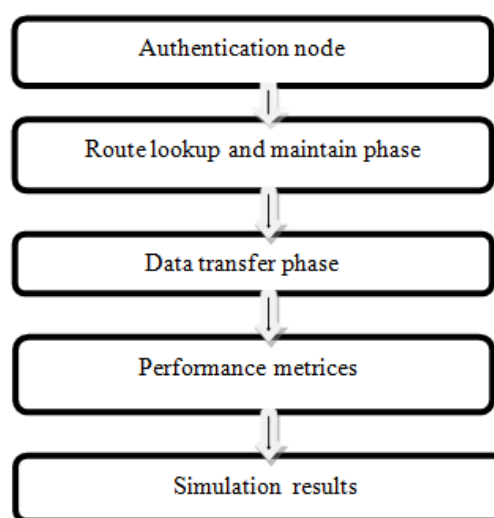 Authentication node
Route lookup and maintain phase
Data transfer phase
Performance metrices
Simulation results